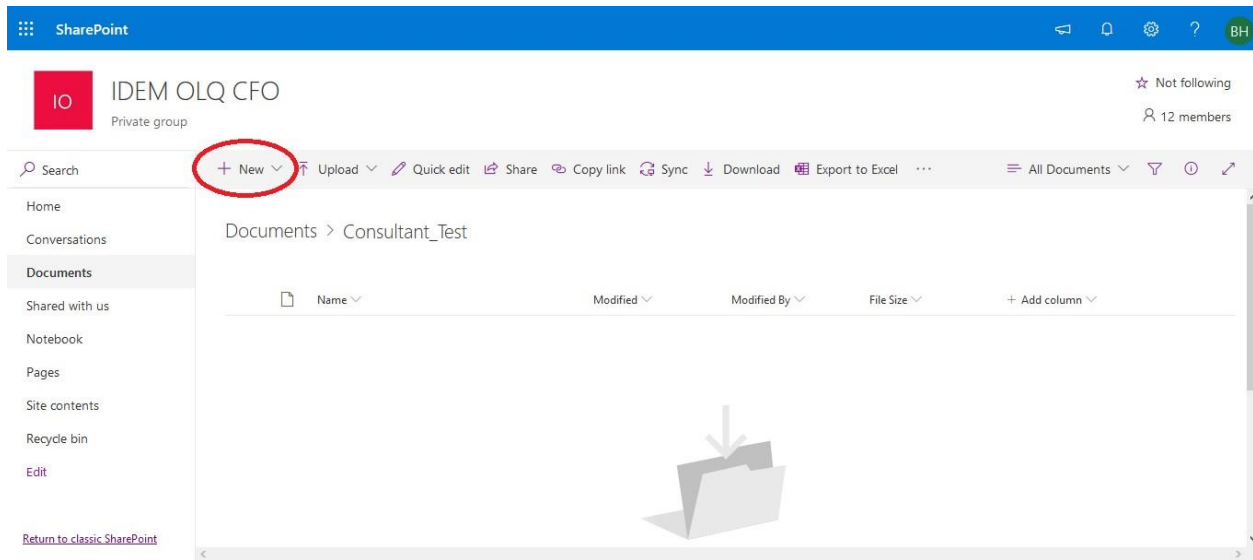 SharePoint
?
BH
IO
IDEM OLQ CFO
Private group
Not following
12 members
Search
+ New
Upload
Quick edit
Share
Copy link
Sync
Download
Export to Excel
...
All Documents
Home
Conversations
Documents
Shared with us
Notebook
Pages
Site contents
Recycle bin
Edit
Return to classic SharePoint
Documents > Consultant_Test
Name
Modified
Modified By
File Size
+ Add column